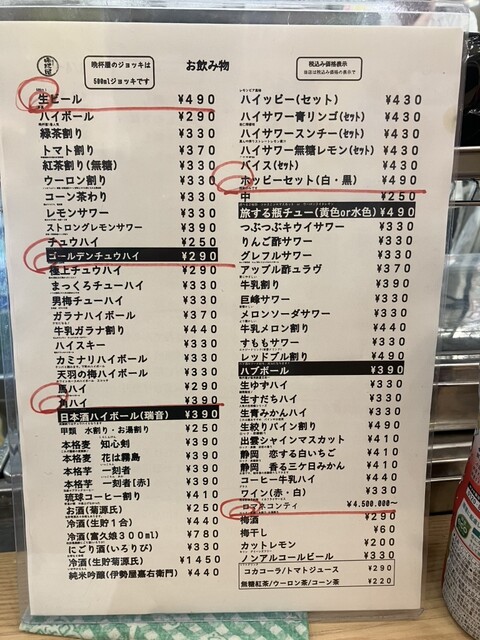 晩杯屋
晩杯屋のジョッキは
500mlジョッキです
お飲み物
税込み価格表示
当店は税込み価格の表示です
生ビール ¥490
ハイボール ¥290
緑茶割り ¥330
トマト割り ¥370
紅茶割り(無糖) ¥330
ウーロン割り ¥330
コーン茶わり ¥330
レモンサワー ¥330
ストロングレモンサワー ¥390
チュウハイ ¥250
ゴールデンチュウハイ ¥290
極上チュウハイ ¥290
まっくろチューハイ ¥330
男梅チューハイ ¥330
ガラナハイボール ¥370
牛乳ガラナ割り ¥440
ハイスキー ¥330
カミナリハイボール ¥330
天羽の梅ハイボール ¥330
馬ハイ ¥290
角ハイ ¥390
日本酒ハイボール(瑞音) ¥390
甲類 水割り・お湯割り ¥250
本格麦 知心剣 ¥390
本格麦 花は霧島 ¥390
本格芋 一刻者 ¥390
本格芋 一刻者(赤) ¥390
琉球コーヒー割り ¥410
お酒(菊源氏) ¥250
冷酒(生貯1合) ¥440
冷酒(富久娘300ml) ¥780
にごり酒(いろりび) ¥330
冷酒(生貯菊源氏) ¥1450
純米吟醸(伊勢屋嘉右衛門) ¥440
ハイッピー(セット) ¥430
ハイサワー青リンゴ(ｾｯﾄ) ¥430
ハイサワースンチー(ｾｯﾄ) ¥430
ハイサワー無糖レモン(ｾｯﾄ) ¥430
バイス(ｾｯﾄ) ¥430
ホッピーセット(白・黒) ¥490
中 ¥250
旅する瓶チュー(黄色or水色) ¥490
つぶつぶキウイサワー ¥330
りんご酢サワー ¥330
グレフルサワー ¥330
アップル酢ュラヴ ¥370
牛乳割り ¥390
巨峰サワー ¥330
メロンソーダサワー ¥330
牛乳メロン割り ¥440
すももサワー ¥330
レッドブル割り ¥490
ハブボール ¥390
生ゆずハイ ¥330
生すだちハイ ¥330
生青みかんハイ ¥330
生絞りパイン割り ¥490
出雲シャインマスカット ¥410
静岡 恋する白いちご ¥410
静岡 香る三ケ日みかん ¥410
コーヒー牛乳ハイ ¥440
ワイン(赤・白) ¥330
ロマネコンティ ¥4.500.000ー
梅酒 ¥290
梅干し ¥60
カットレモン ¥200
ノンアルコールビール ¥330
コカコーラ/トマトジュース ¥290
無糖紅茶/ウーロン茶/コーン茶 ¥220